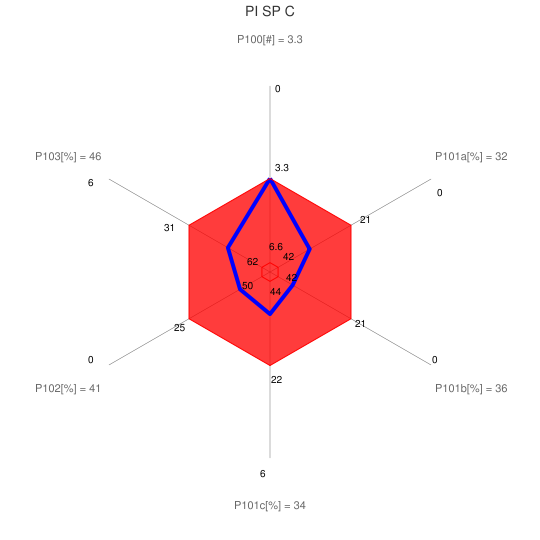 PI SP C
P100[#] = 3.3
0
3.3
P103[%] = 46
P101a[%] = 32
6
0
31
21
6.6
62
42
50
42
44
25
21
0
0
22
P102[%] = 41
P101b[%] = 36
6
P101c[%] = 34